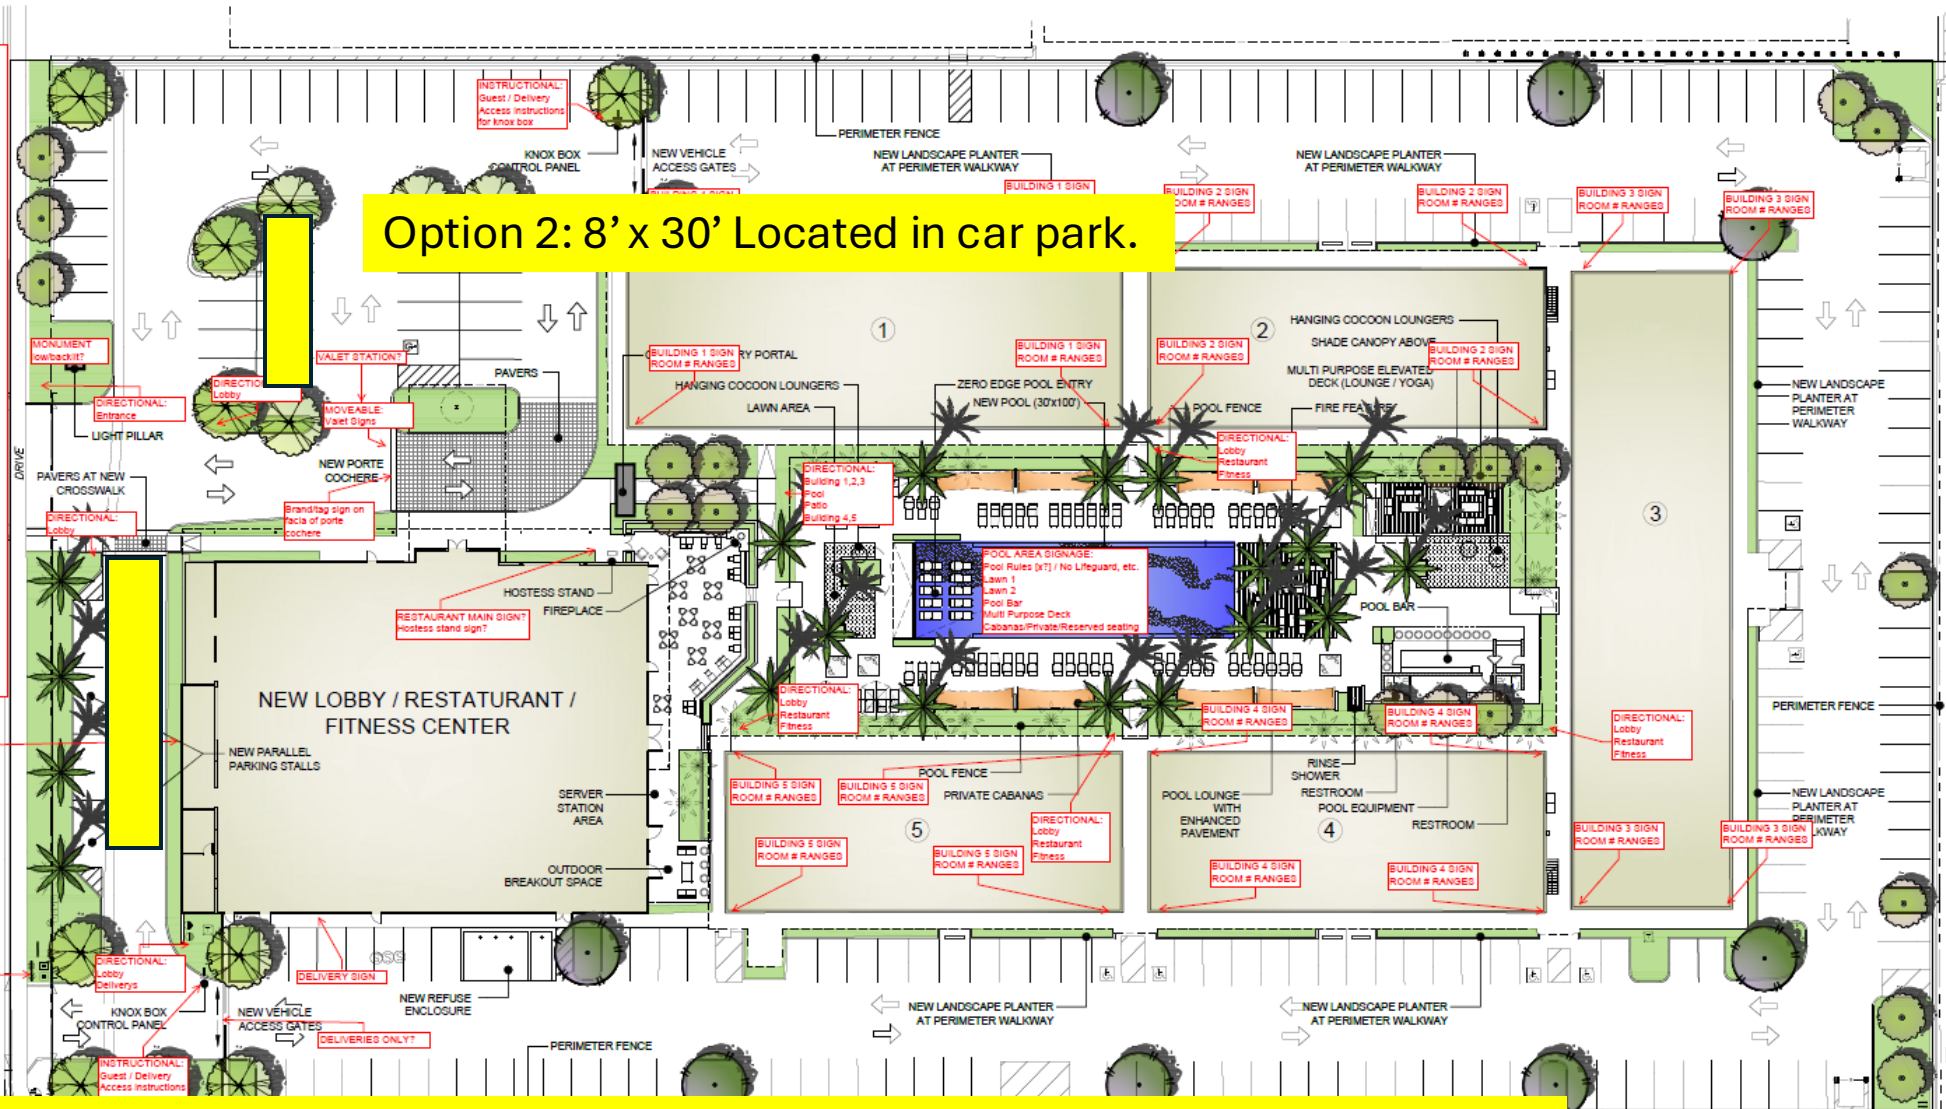 Option 2: 8’ x 30’ Located in car park.
INSTRUCTIONAL:
Guest / Delivery
Access Instructions
for knox box
KNOX BOX
CONTROL PANEL
NEW VEHICLE
ACCESS GATES
PERIMETER FENCE
NEW LANDSCAPE PLANTER
AT PERIMETER WALKWAY
NEW LANDSCAPE PLANTER
AT PERIMETER WALKWAY
BUILDING 1 SIGN
BUILDING 2 SIGN
ROOM # RANGES
BUILDING 2 SIGN
ROOM # RANGES
BUILDING 3 SIGN
ROOM # RANGES
BUILDING 3 SIGN
ROOM # RANGES
1
2
3
4
5
HANGING COCOON LOUNGERS
SHADE CANOPY ABOVE
MULTI PURPOSE ELEVATED
DECK (LOUNGE / YOGA)
BUILDING 1 SIGN
ROOM # RANGES
RY PORTAL
BUILDING 1 SIGN
ROOM # RANGES
BUILDING 2 SIGN
ROOM # RANGES
BUILDING 2 SIGN
ROOM # RANGES
HANGING COCOON LOUNGERS
LAWN AREA
ZERO EDGE POOL ENTRY
NEW POOL (30'x100')
POOL FENCE
FIRE FEATURE
MONUMENT
low/backlit?
DIRECTIONAL:
Entrance
LIGHT PILLAR
DRIVE
PAVERS AT NEW
CROSSWALK
DIRECTIONAL:
Lobby
Lobby
VALET STATION?
MOVEABLE:
Valet Signs
PAVERS
NEW PORTE
COCHERE
Brand/tag sign on
facia of porte
cochere
DIRECTIONAL:
Building 1,2,3
Pool
Patio
Building 4,5
DIRECTIONAL:
Lobby
Restaurant
Fitness
POOL AREA SIGNAGE:
Pool Rules [x?] / No Lifeguard, etc.
Lawn 1
Lawn 2
Pool Bar
Multi Purpose Deck
Cabanas/Private/Reserved seating
HOSTESS STAND
FIREPLACE
RESTAURANT MAIN SIGN?
Hostess stand sign?
POOL BAR
NEW LOBBY / RESTATURANT /
FITNESS CENTER
NEW PARALLEL
PARKING STALLS
SERVER
STATION
AREA
OUTDOOR
BREAKOUT SPACE
DIRECTIONAL:
Lobby
Restaurant
Fitness
BUILDING 4 SIGN
ROOM # RANGES
BUILDING 4 SIGN
ROOM # RANGES
DIRECTIONAL:
Lobby
Restaurant
Fitness
BUILDING 5 SIGN
ROOM # RANGES
BUILDING 5 SIGN
ROOM # RANGES
POOL FENCE
PRIVATE CABANAS
DIRECTIONAL:
Lobby
Restaurant
Fitness
POOL LOUNGE
WITH
ENHANCED
PAVEMENT
RINSE
SHOWER
RESTROOM
POOL EQUIPMENT
RESTROOM
BUILDING 5 SIGN
ROOM # RANGES
BUILDING 5 SIGN
ROOM # RANGES
BUILDING 4 SIGN
ROOM # RANGES
BUILDING 4 SIGN
ROOM # RANGES
BUILDING 3 SIGN
ROOM # RANGES
BUILDING 3 SIGN
ROOM # RANGES
NEW LANDSCAPE
PLANTER AT
PERIMETER
WALKWAY
PERIMETER FENCE
NEW LANDSCAPE
PLANTER AT
PERIMETER
LKWAY
DIRECTIONAL:
Lobby
Deliverys
DELIVERY SIGN
KNOX BOX
CONTROL PANEL
NEW VEHICLE
ACCESS GATES
DELIVERIES ONLY?
NEW REFUSE
ENCLOSURE
PERIMETER FENCE
NEW LANDSCAPE PLANTER
AT PERIMETER WALKWAY
NEW LANDSCAPE PLANTER
AT PERIMETER WALKWAY
INSTRUCTIONAL:
Guest / Delivery
Access Instructions